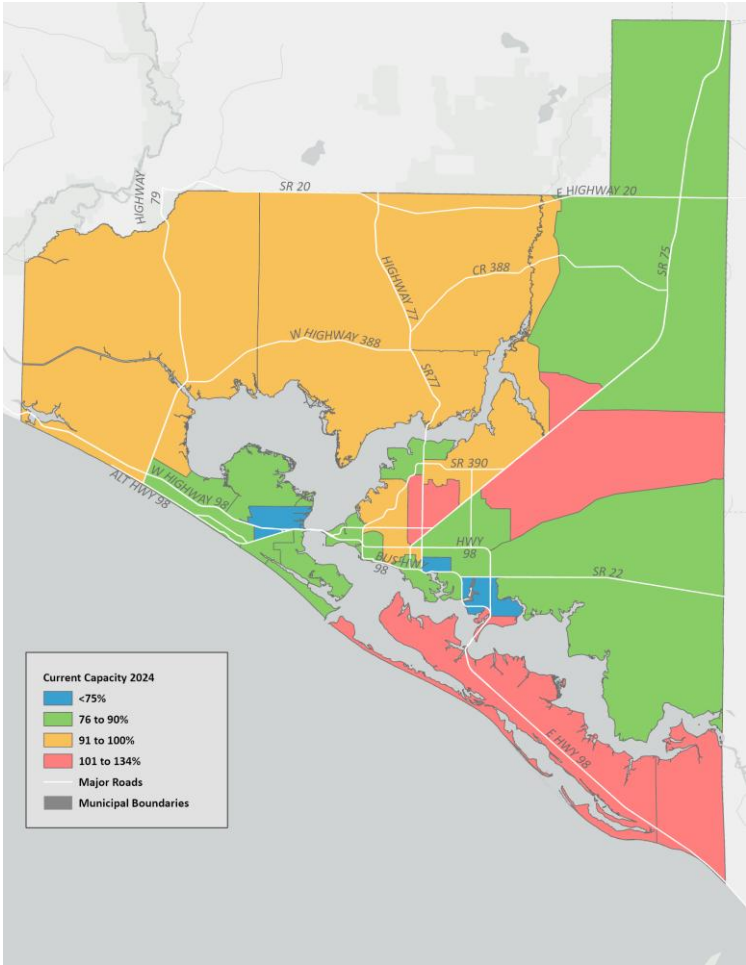 SR 20
HIGHWAY
79
E HIGHWAY 20
SR 75
HIGHWAY 77
CR 388
W HIGHWAY 388
SR77
SR 390
W HIGHWAY 98
ALT HWY 98
HWY
98
BUS HWY
98
SR 22
E HWY 98
Current Capacity 2024
<75%
76 to 90%
91 to 100%
101 to 134%
Major Roads
Municipal Boundaries